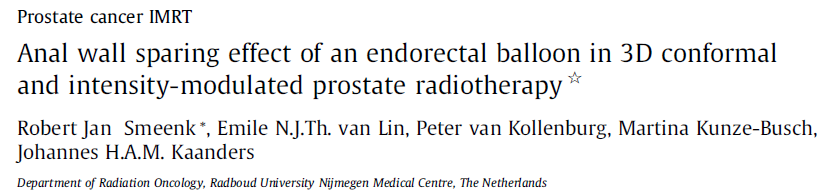 Prostate cancer IMRT
Anal wall sparing effect of an endorectal balloon in 3D conformal
and intensity-modulated prostate radiotherapy ☆
Robert Jan Smeenk *, Emile N.J.Th. van Lin, Peter van Kollenburg, Martina Kunze-Busch,
Johannes H.A.M. Kaanders
Department of Radiation Oncology, Radboud University Nijmegen Medical Centre, The Netherlands